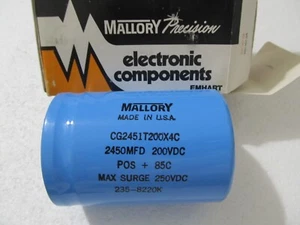 MALLORY Precision
electronic
components
EMHART
MALLORY
MADE IN U.S.A.
CG2451T200X4C
2450MFD 200VDC
POS + 85C
MAX SURGE 250VDC
235-8220K